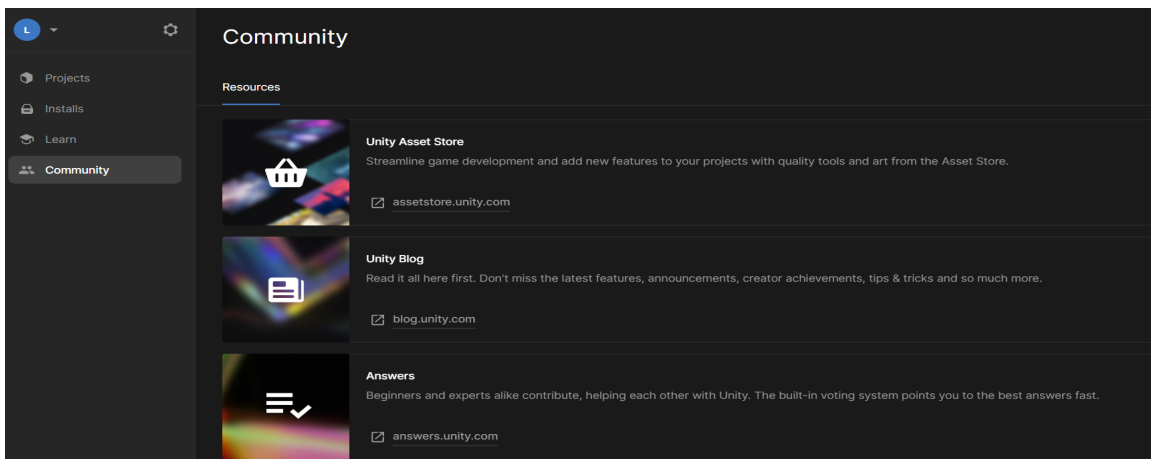 L
Projects
Installs
Learn
Community
Community
Resources
Unity Asset Store
Streamline game development and add new features to your projects with quality tools and art from the Asset Store.
assetstore.unity.com
Unity Blog
Read it all here first. Don't miss the latest features, announcements, creator achievements, tips & tricks and so much more.
blog.unity.com
Answers
Beginners and experts alike contribute, helping each other with Unity. The built-in voting system points you to the best answers fast.
answers.unity.com